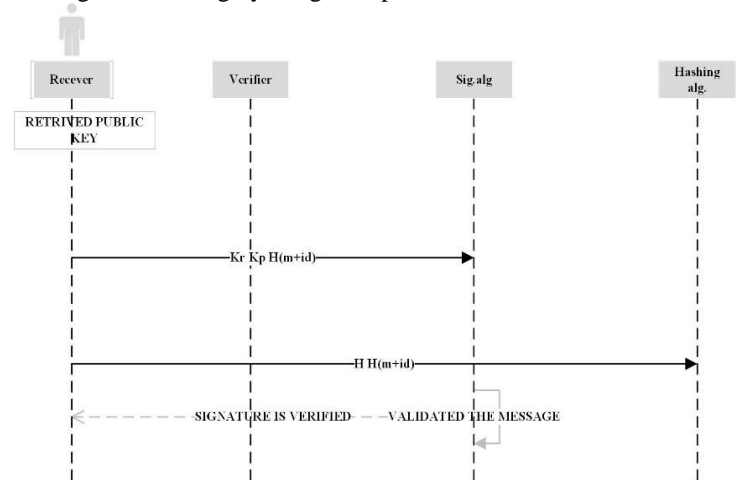 Recever
Verifier
Sig.alg
Hashing
alg.
RETRIVED PUBLIC
KEY
Kr Kp H(m+id)
H H(m+id)
SIGNATURE IS VERIFIED
VALIDATED THE MESSAGE